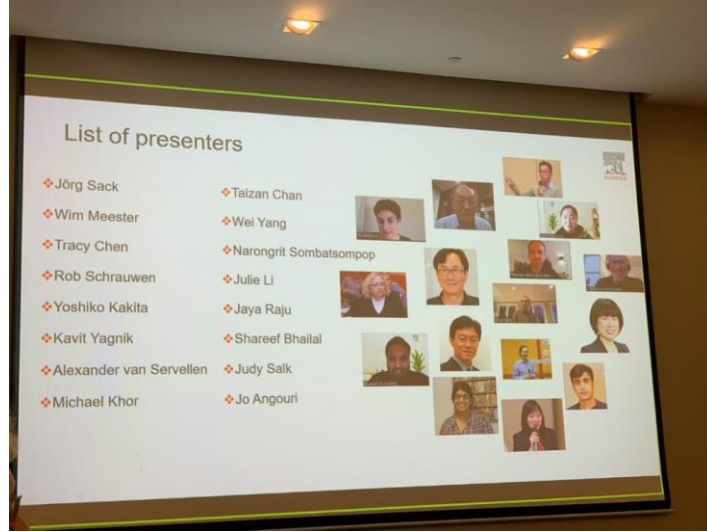 List of presenters
❖Jörg Sack
❖Wim Meester
❖Tracy Chen
❖Rob Schrauwen
❖Yoshiko Kakita
❖Kavit Yagnik
❖Alexander van Servellen
❖Michael Khor
❖Taizan Chan
❖Wei Yang
❖Narongrit Sombatsompop
❖Julie Li
❖Jaya Raju
❖Shareef Bhailal
❖Judy Salk
❖Jo Angouri
ELSEVIER